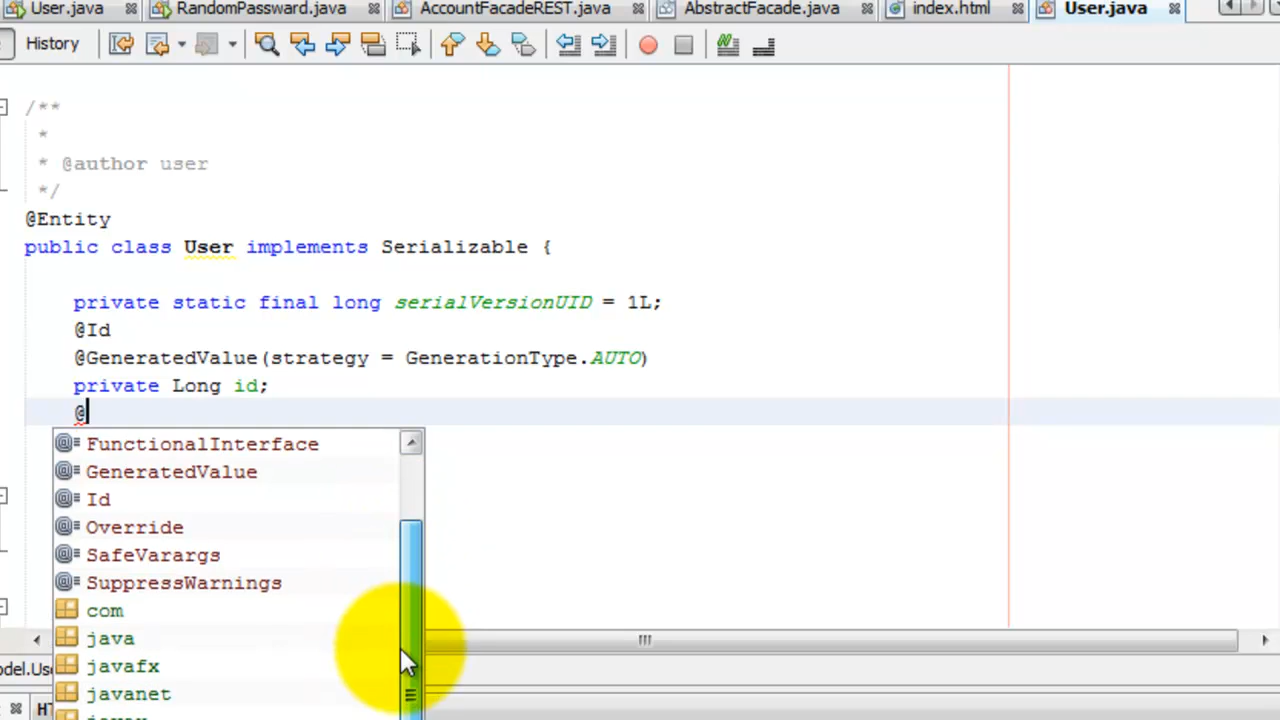 User.java RandomPassward.java AccountFacadeREST.java AbstractFacade.java index.html User.java
History
/**
*
* @author user
*/
@Entity
public class User implements Serializable {
private static final long serialVersionUID = 1L;
@Id
@GeneratedValue(strategy = GenerationType.AUTO)
private Long id;
@
FunctionalInterface
GeneratedValue
Id
Override
SafeVarargs
SuppressWarnings
com
java
javafx
javanet